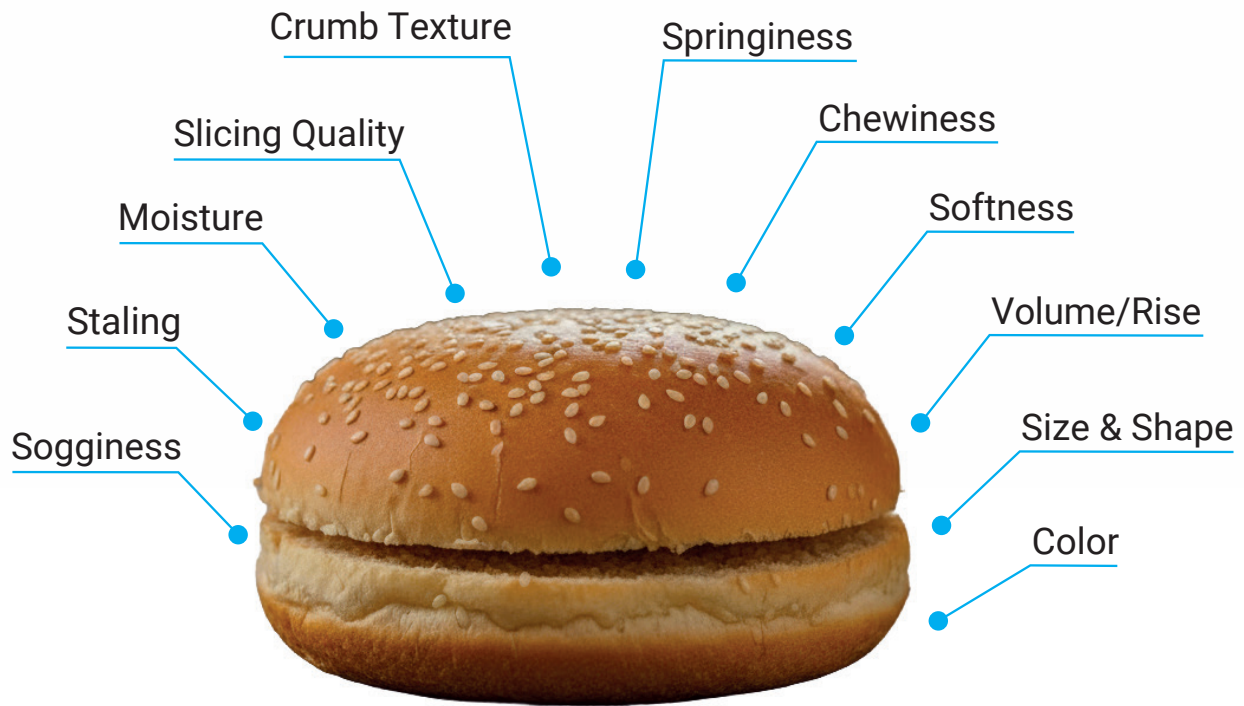 Crumb Texture
Springiness
Slicing Quality
Chewiness
Moisture
Softness
Staling
Volume/Rise
Sogginess
Size & Shape
Color